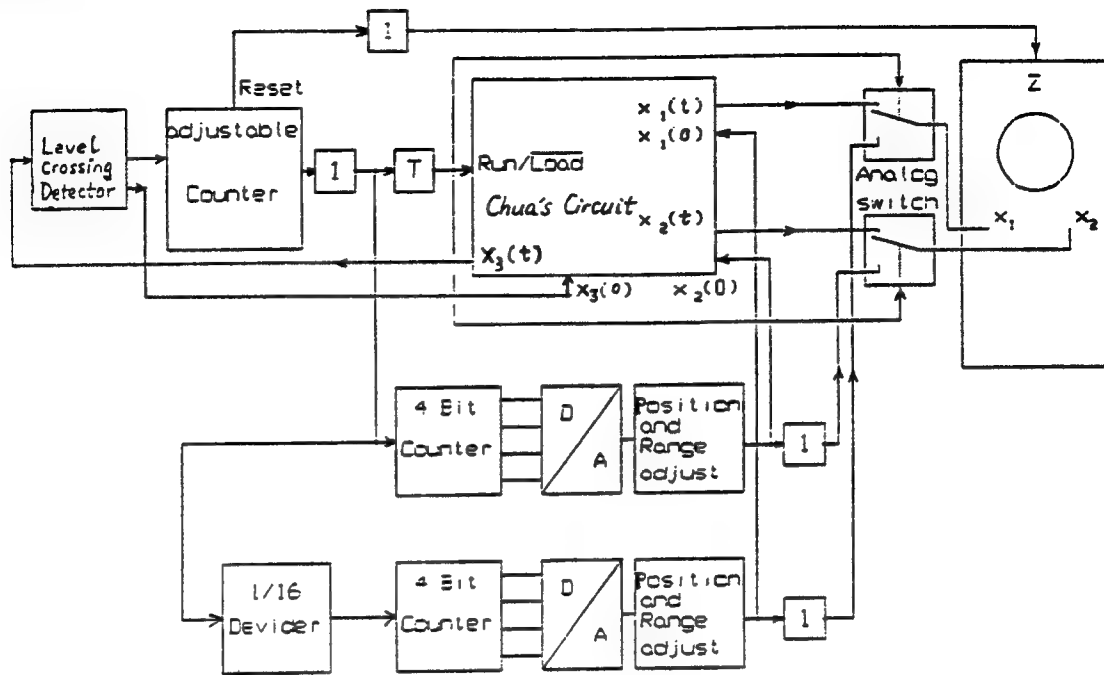 1
Reset
Z̅
Level
Crossing
Detector
adjustable
Counter
1
T
Run/L̅o̅a̅d̅
Chua's Circuit
x₁(t)
x₁(0)
x₂(t)
x₃(t)
x₃(0)
x₂(0)
Analog
switch
x₁
x₂
4 Bit
Counter
D
A
Position
and
Range
adjust
1
1/16
Devider
4 Bit
Counter
D
A
Position
and
Range
adjust
1